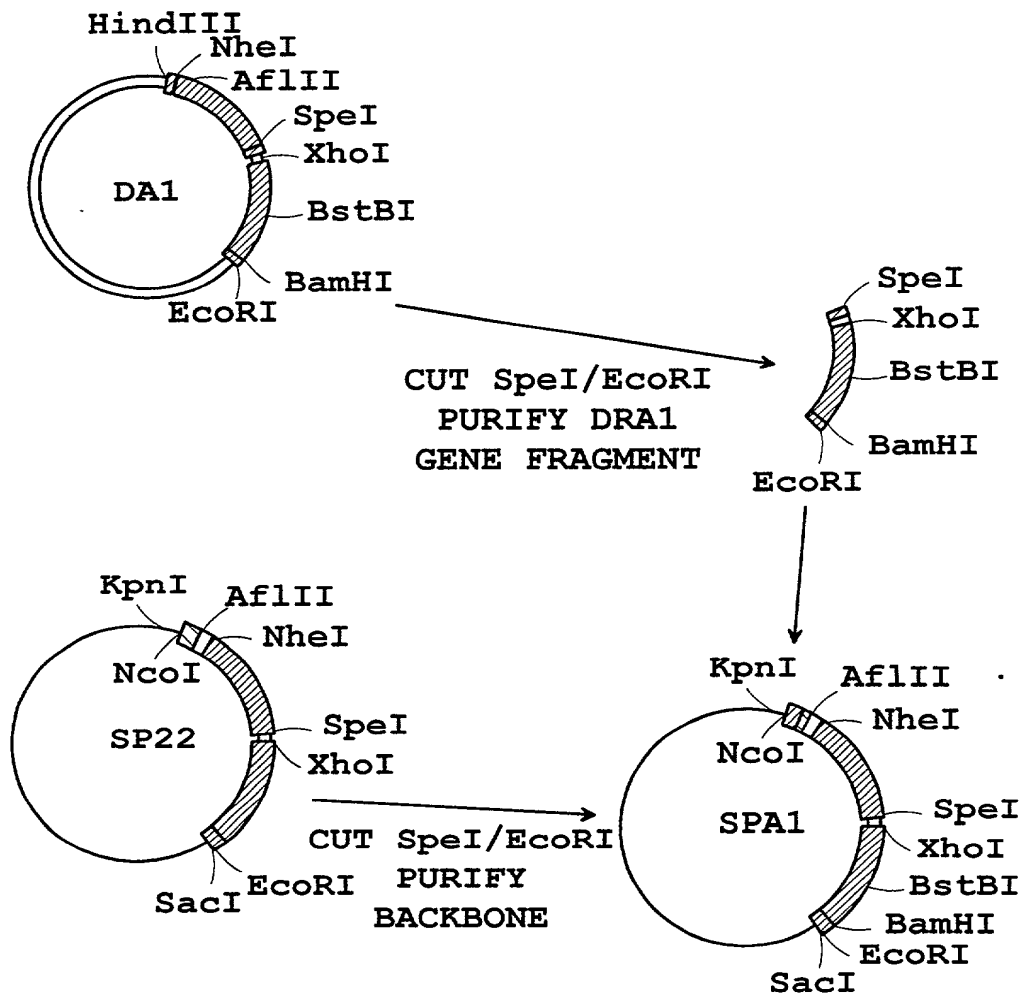 HindIII
NheI
AflII
SpeI
XhoI
DA1
BstBI
BamHI
EcoRI
CUT SpeI/EcoRI
PURIFY DRA1
GENE FRAGMENT
SpeI
XhoI
BstBI
BamHI
EcoRI
KpnI
AflII
NheI
NcoI
SP22
SpeI
XhoI
EcoRI
SacI
CUT SpeI/EcoRI
PURIFY
BACKBONE
KpnI
AflII
NheI
NcoI
SPA1
SpeI
XhoI
BstBI
BamHI
EcoRI
SacI